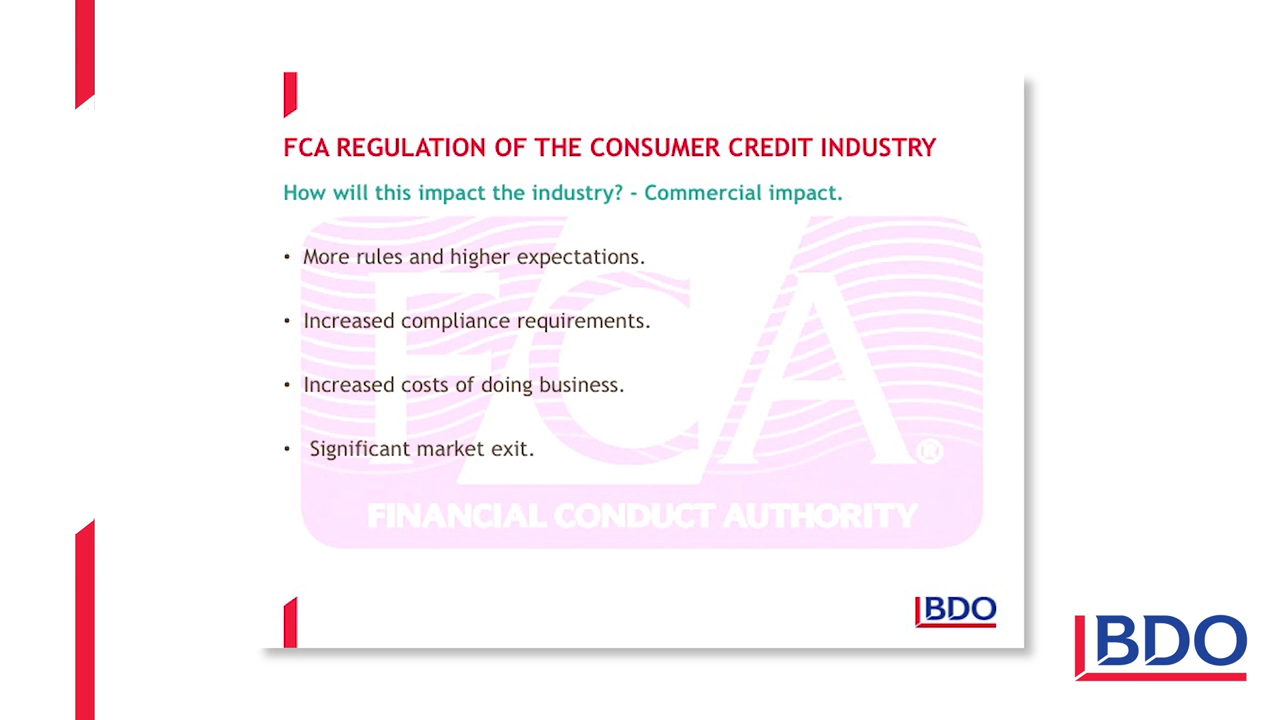 FCA REGULATION OF THE CONSUMER CREDIT INDUSTRY
How will this impact the industry? - Commercial impact.
• More rules and higher expectations.
• Increased compliance requirements.
• Increased costs of doing business.
• Significant market exit.
FCA®
FINANCIAL CONDUCT AUTHORITY
BDO
BDO